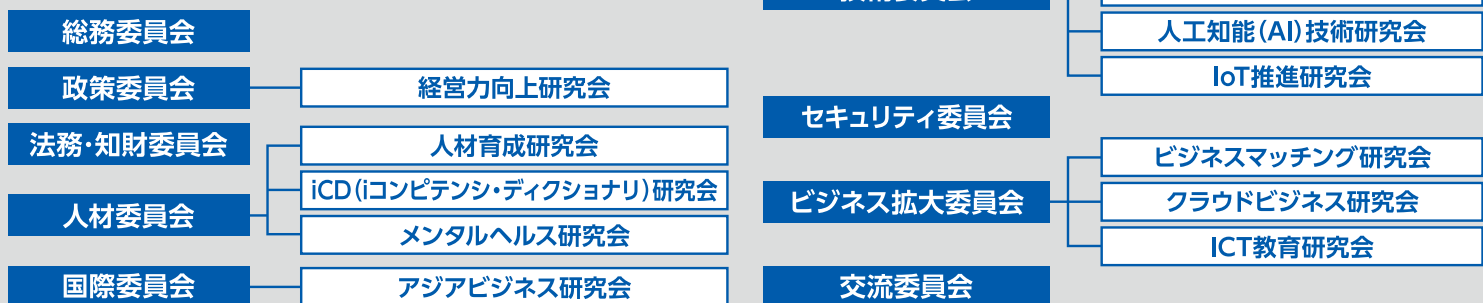 総務委員会
政策委員会
経営力向上研究会
法務・知財委員会
人材委員会
人材育成研究会
iCD(iコンピテンシ・ディクショナリ)研究会
メンタルヘルス研究会
国際委員会
アジアビジネス研究会
人工知能(AI)技術研究会
IoT推進研究会
セキュリティ委員会
ビジネス拡大委員会
ビジネスマッチング研究会
クラウドビジネス研究会
ICT教育研究会
交流委員会